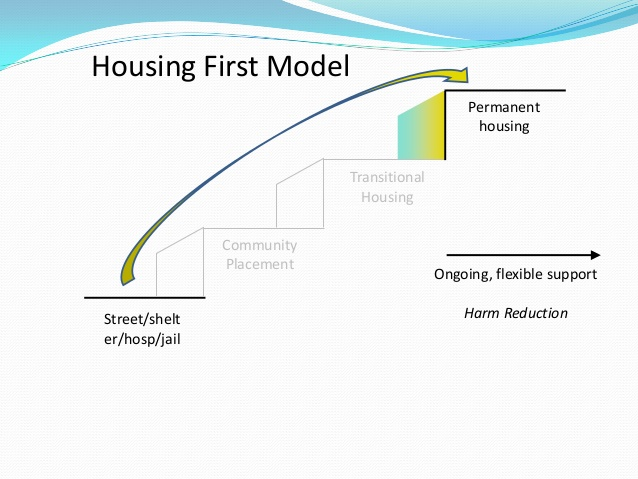 Housing First Model
Permanent
housing
Transitional
Housing
Community
Placement
Ongoing, flexible support
Harm Reduction
Street/shelt
er/hosp/jail